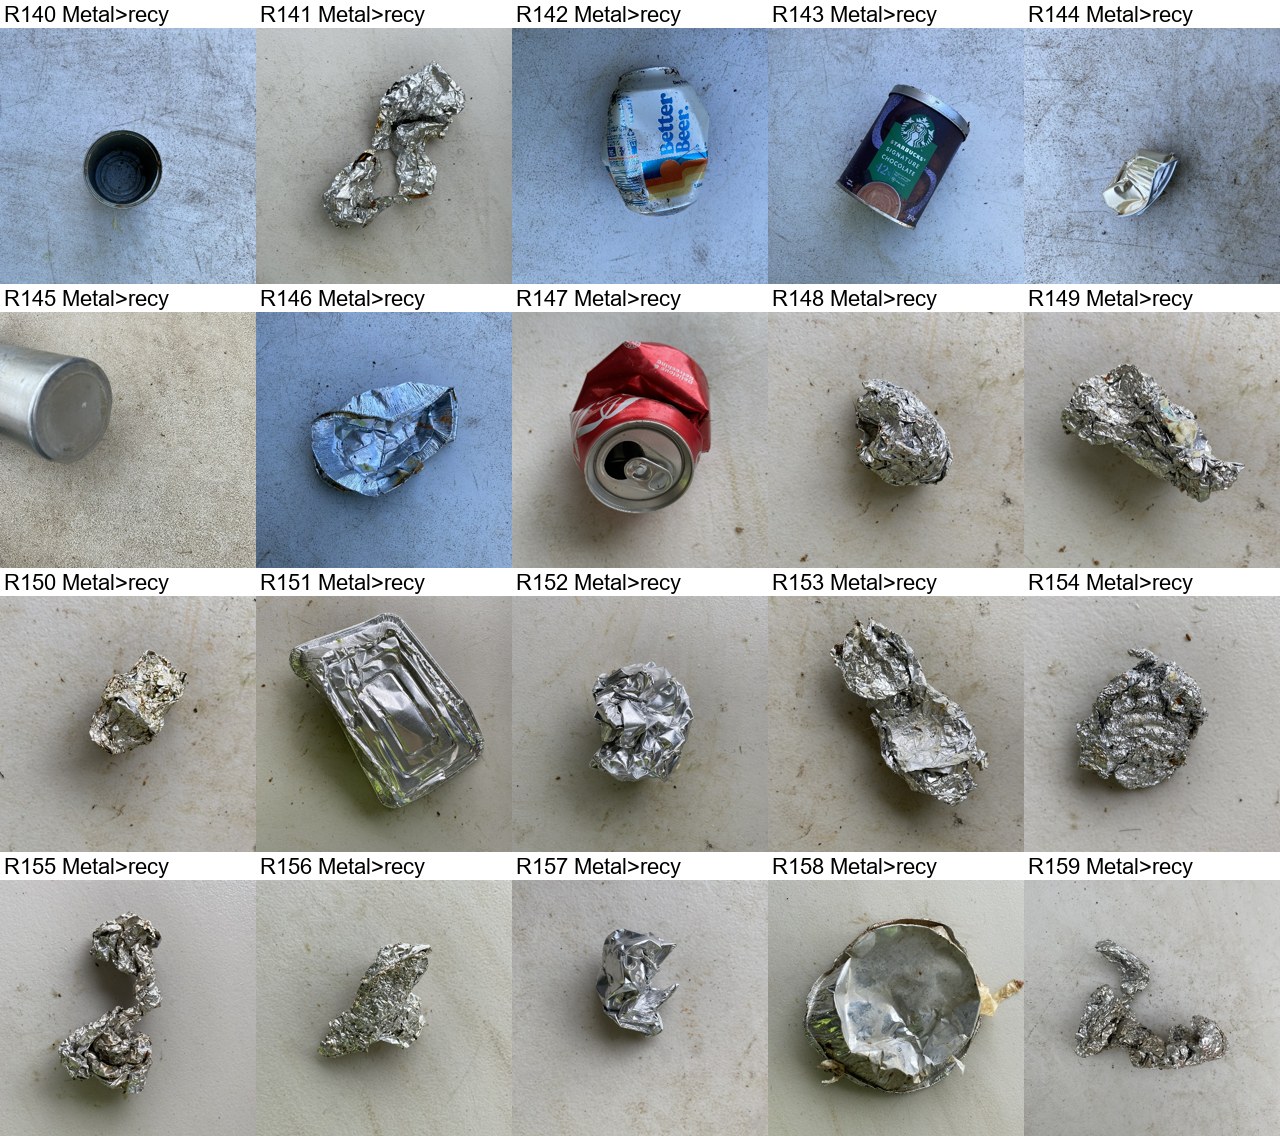 R140 Metal>recy
R141 Metal>recy
R142 Metal>recy
R143 Metal>recy
R144 Metal>recy
Better
Beer.
STARBUCKS
SIGNATURE
CHOCOLATE
R145 Metal>recy
R146 Metal>recy
R147 Metal>recy
R148 Metal>recy
R149 Metal>recy
R150 Metal>recy
R151 Metal>recy
R152 Metal>recy
R153 Metal>recy
R154 Metal>recy
R155 Metal>recy
R156 Metal>recy
R157 Metal>recy
R158 Metal>recy
R159 Metal>recy